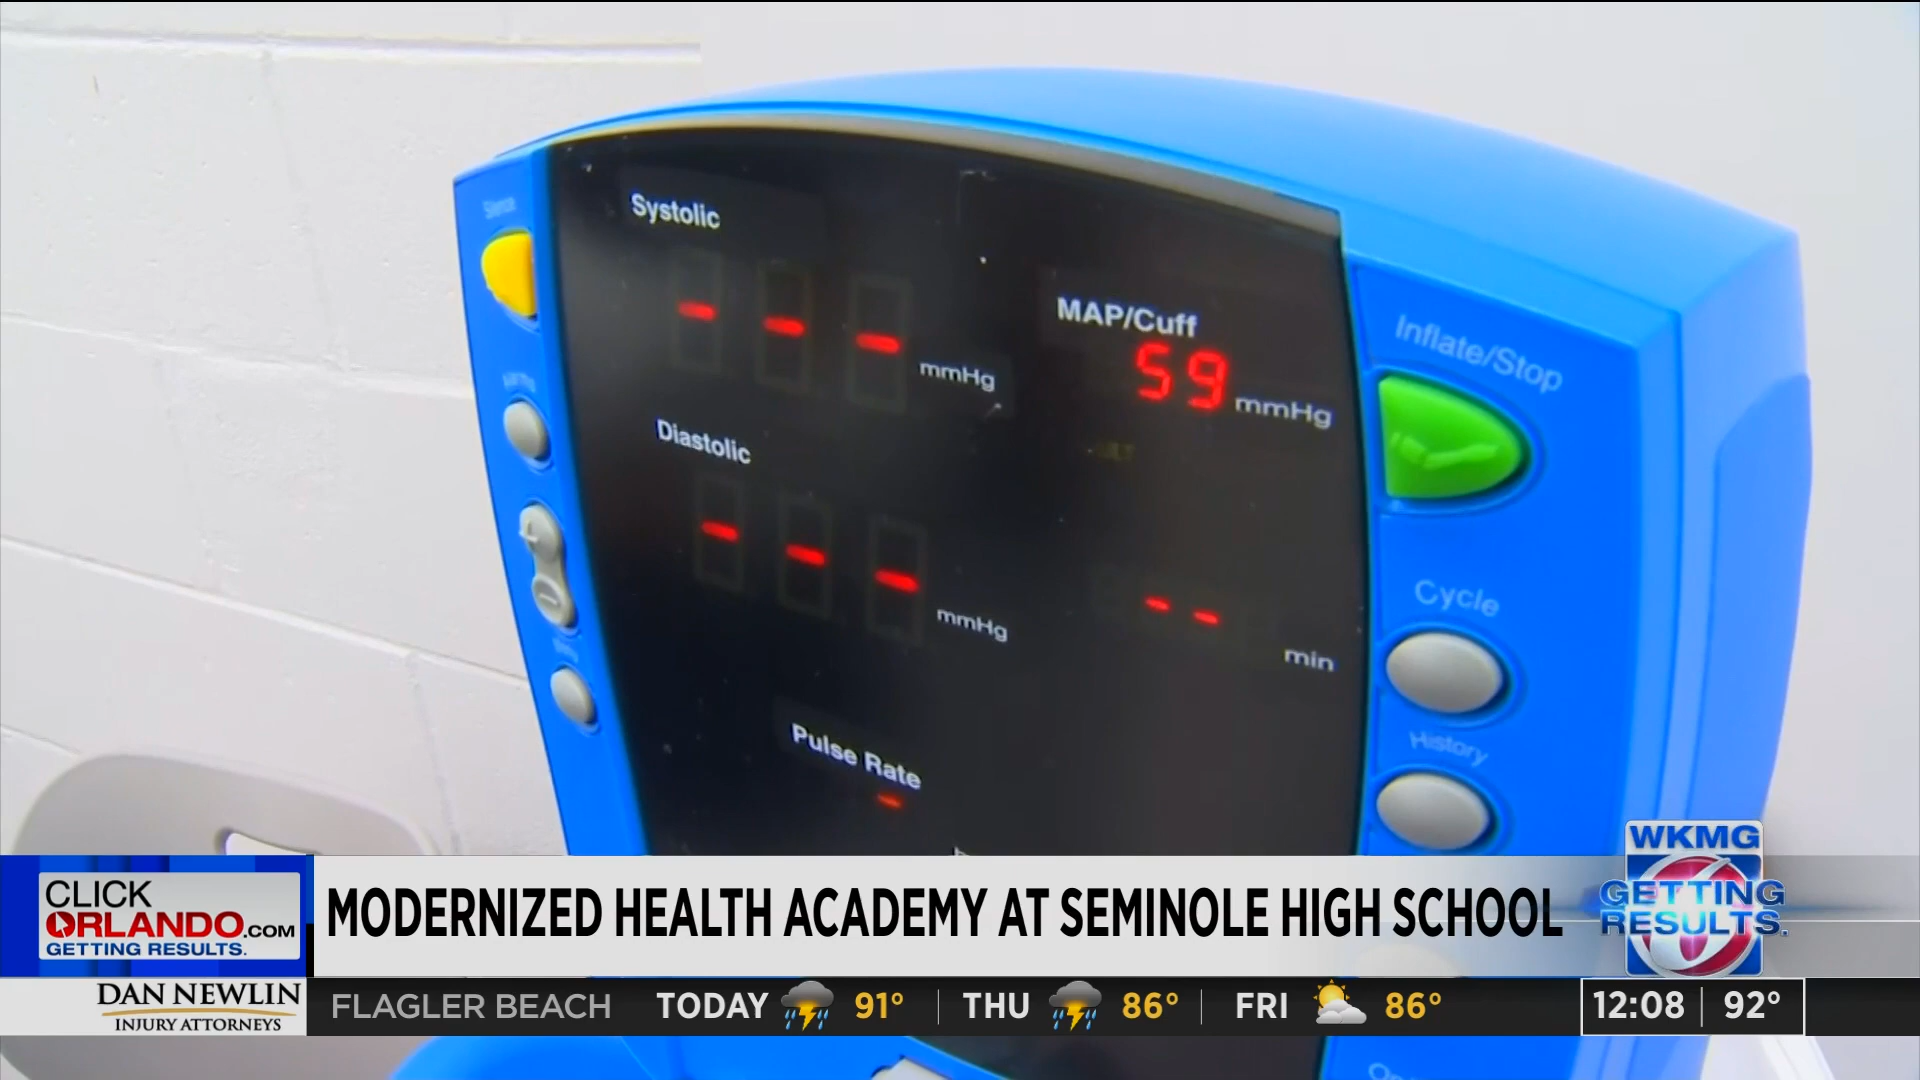 Silence
Systolic
- - -
mmHg
MAP/Cuff
59
mmHg
Inflate/Stop
Diastolic
- - -
mmHg
- -
min
Cycle
Pulse Rate
-
History
WKMG
GETTING
RESULTS.
CLICK
ORLANDO.COM
GETTING RESULTS.
MODERNIZED HEALTH ACADEMY AT SEMINOLE HIGH SCHOOL
DAN NEWLIN
INJURY ATTORNEYS
FLAGLER BEACH TODAY 91° THU 86° FRI 86°
12:08 92°